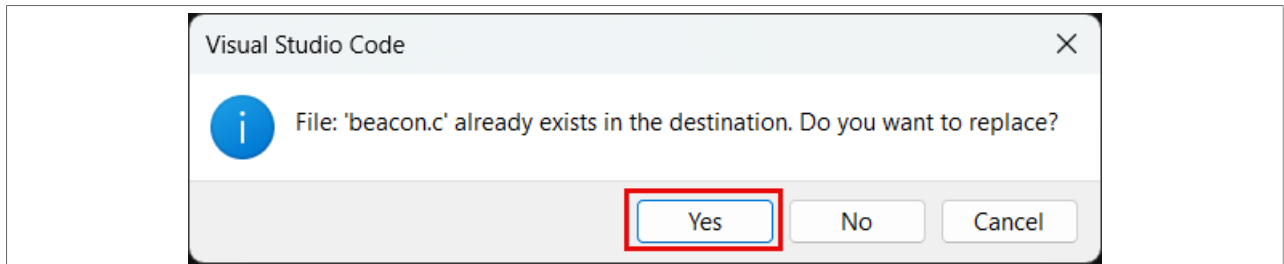 Visual Studio Code
File: 'beacon.c' already exists in the destination. Do you want to replace?
Yes No Cancel